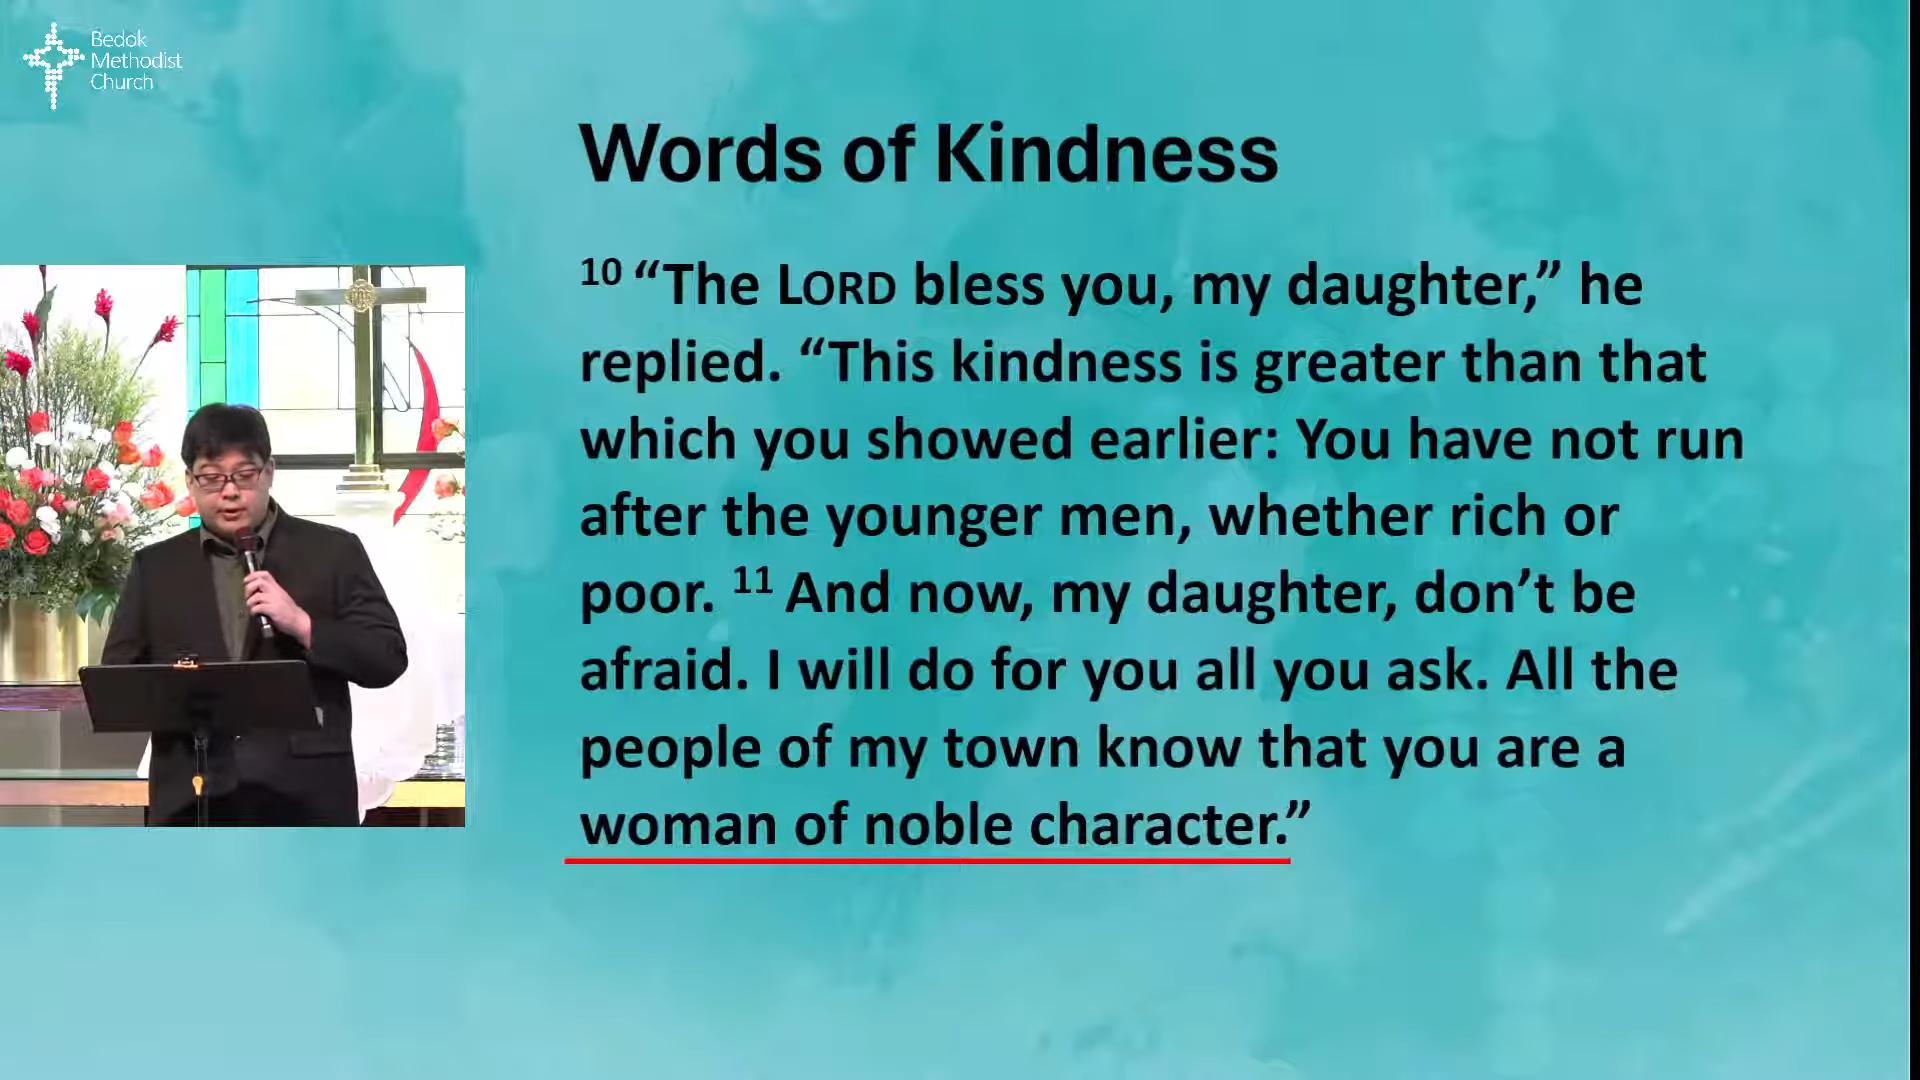 Bedok
Methodist
Church
Words of Kindness
10 “The LORD bless you, my daughter,” he
replied. “This kindness is greater than that
which you showed earlier: You have not run
after the younger men, whether rich or
poor. 11 And now, my daughter, don’t be
afraid. I will do for you all you ask. All the
people of my town know that you are a
woman of noble character.”